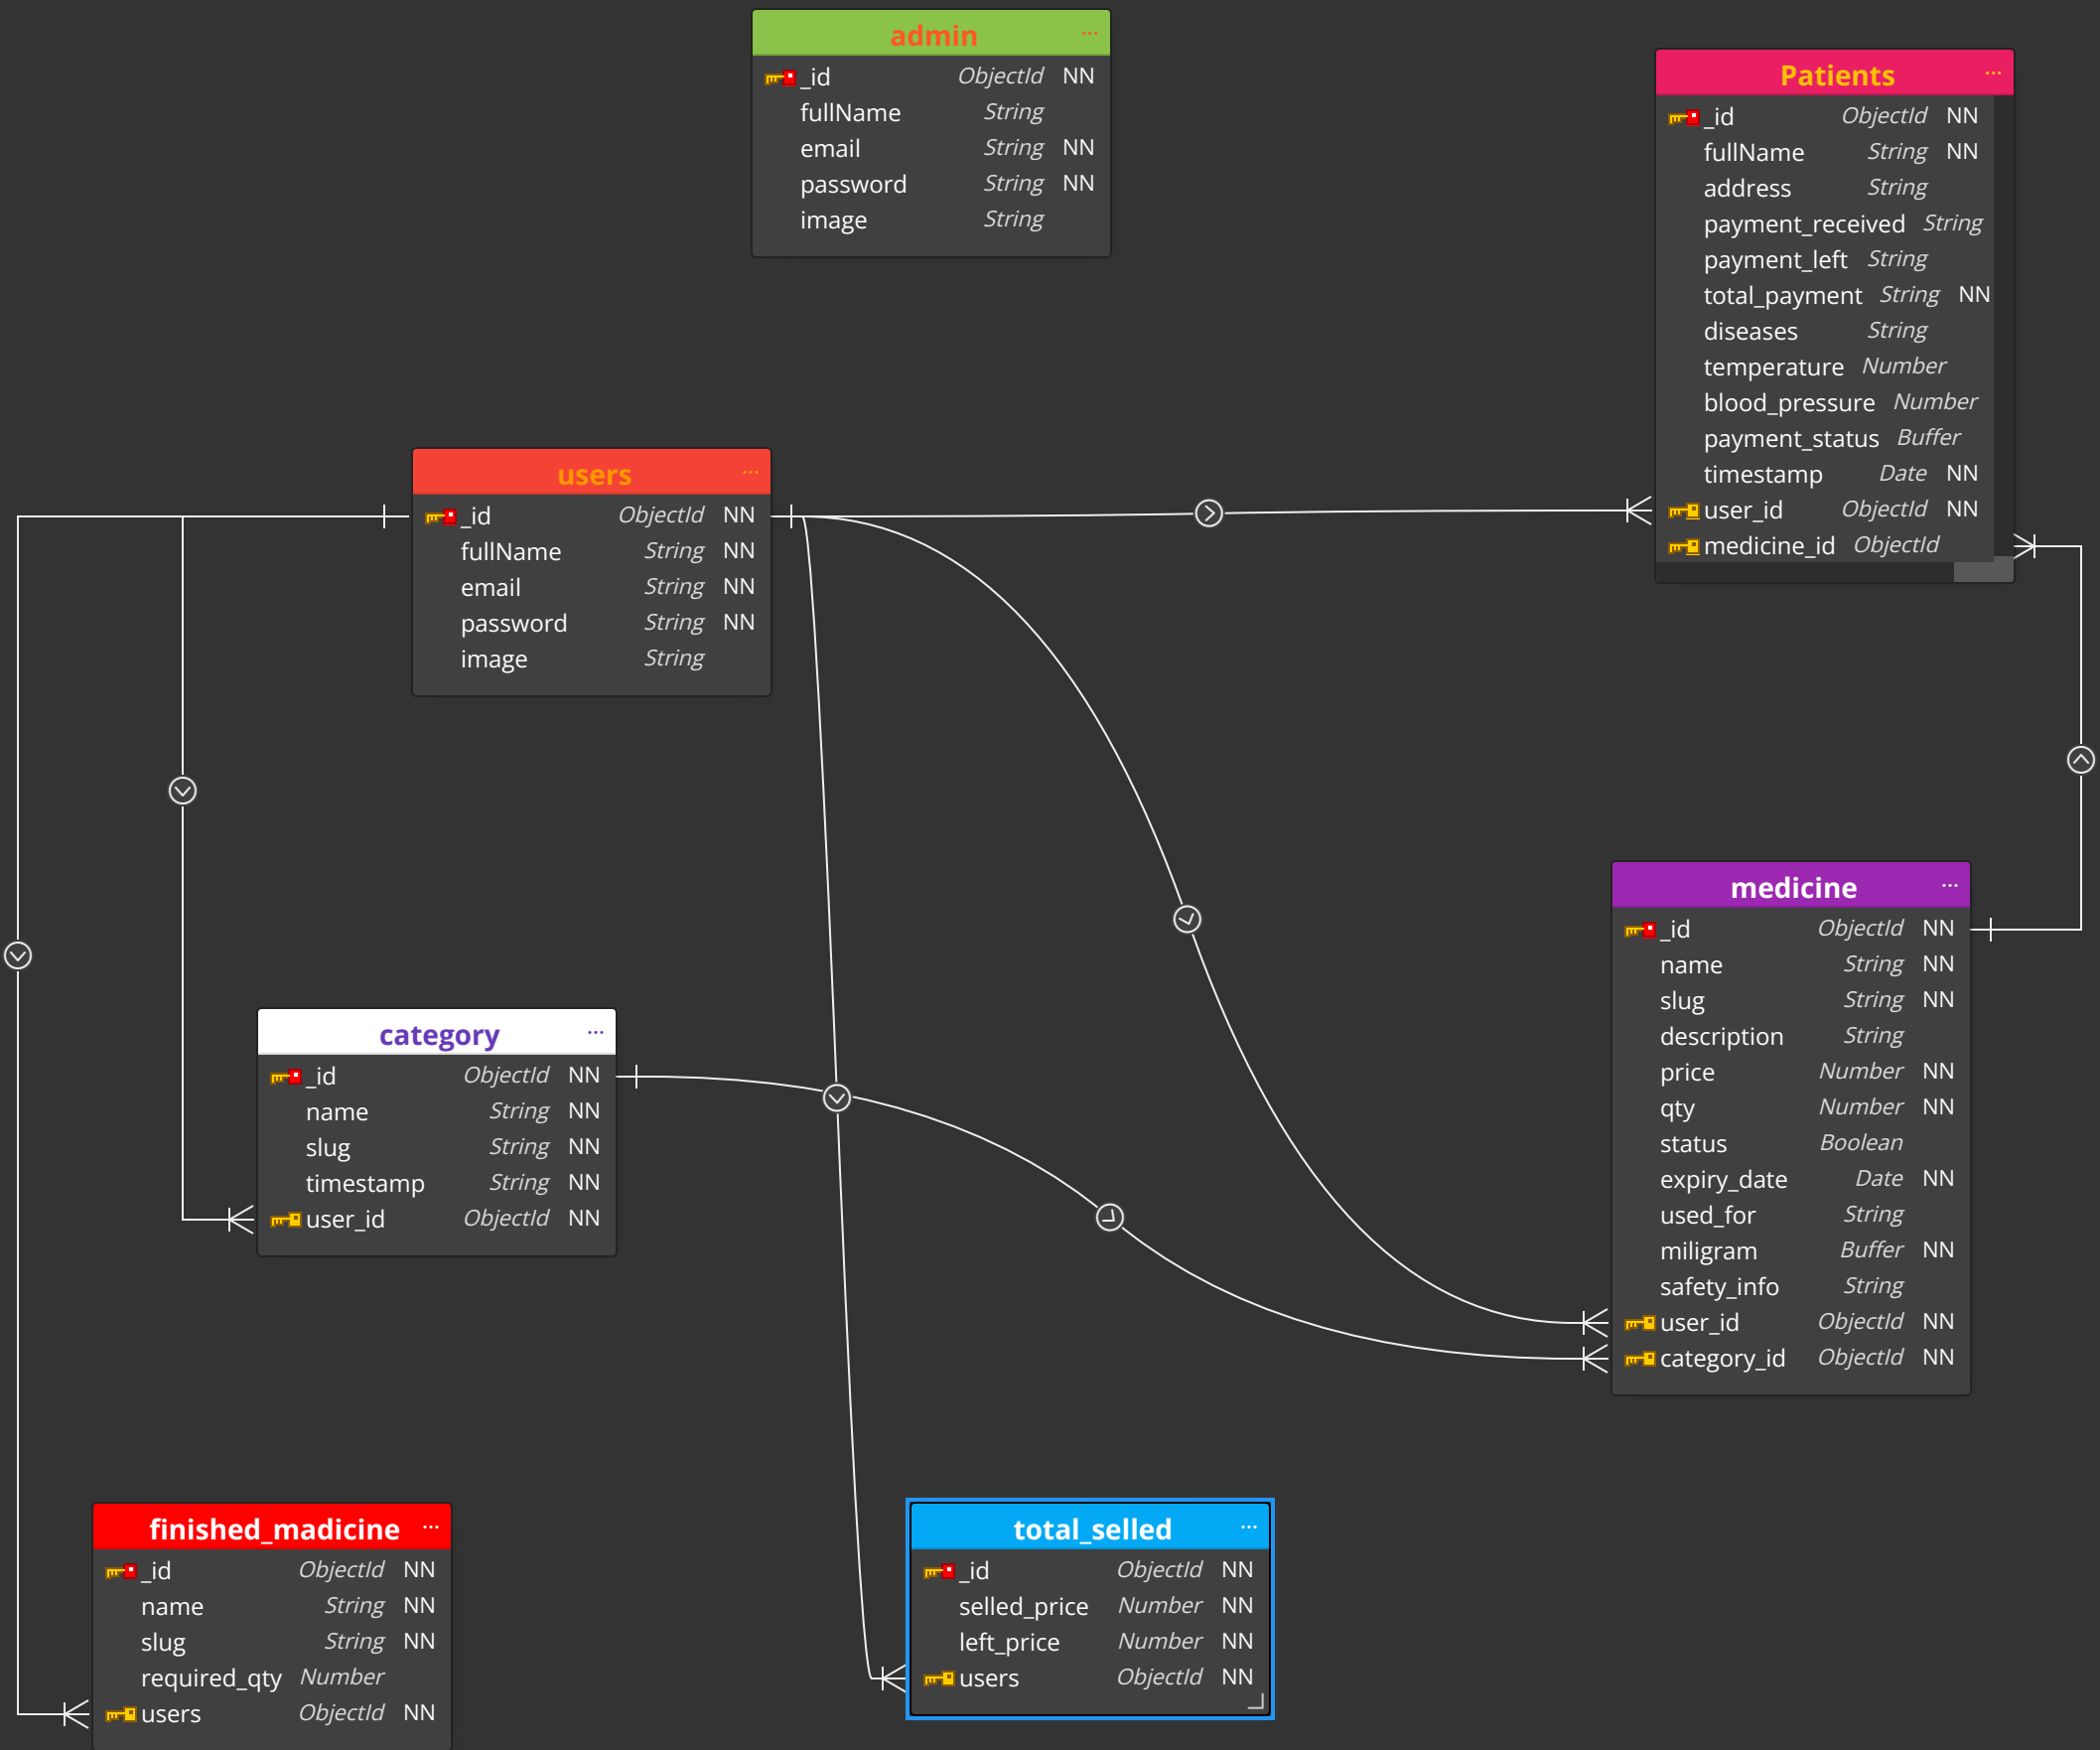 admin ...
_id ObjectId NN
fullName String
email String NN
password String NN
image String
Patients ...
_id ObjectId NN
fullName String NN
address String
payment_received String
payment_left String
total_payment String NN
diseases String
temperature Number
blood_pressure Number
payment_status Buffer
timestamp Date NN
user_id ObjectId NN
medicine_id ObjectId
users ...
_id ObjectId NN
fullName String NN
email String NN
password String NN
image String
medicine ...
_id ObjectId NN
name String NN
slug String NN
description String
price Number NN
qty Number NN
status Boolean
expiry_date Date NN
used_for String
miligram Buffer NN
safety_info String
user_id ObjectId NN
category_id ObjectId NN
category ...
_id ObjectId NN
name String NN
slug String NN
timestamp String NN
user_id ObjectId NN
finished_madicine ...
_id ObjectId NN
name String NN
slug String NN
required_qty Number
users ObjectId NN
total_selled ...
_id ObjectId NN
selled_price Number NN
left_price Number NN
users ObjectId NN